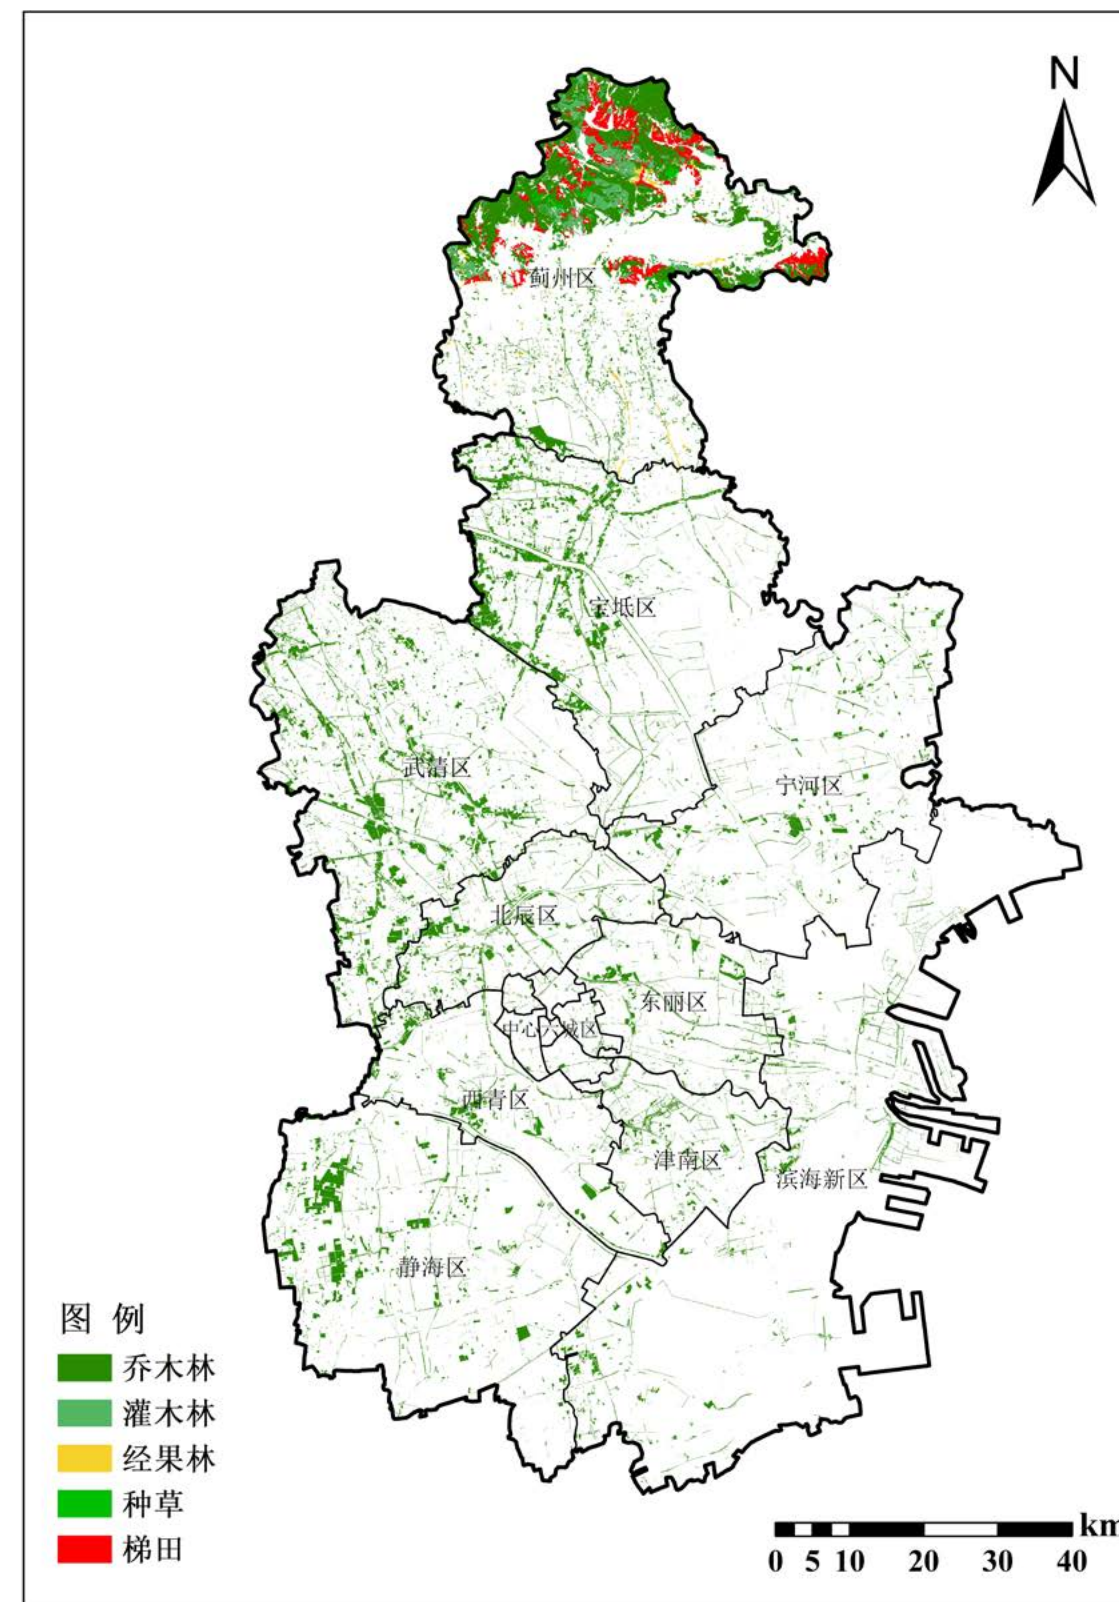 N
蓟州区
宝坻区
武清区
宁河区
北辰区
东丽区
中心六城区
西青区
津南区
滨海新区
静海区
图 例
乔木林
灌木林
经果林
种草
梯田
km
0 5 10 20 30 40